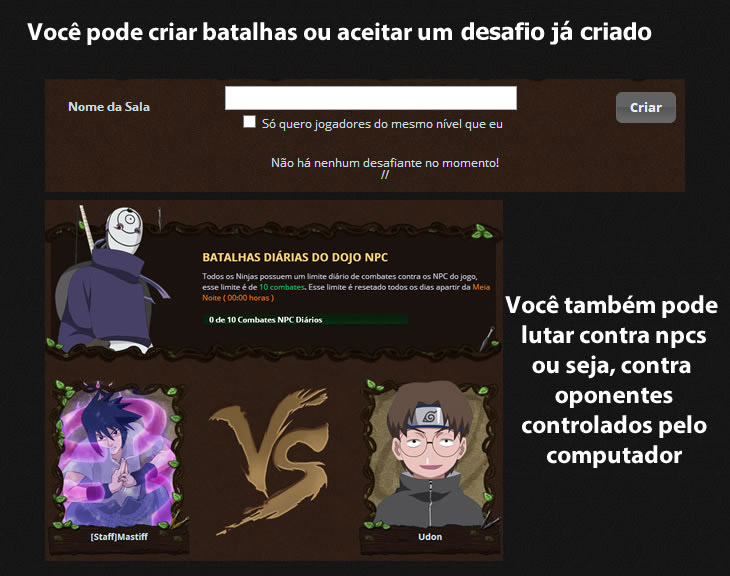 Você pode criar batalhas ou aceitar um desafio já criado
Nome da Sala
Criar
Só quero jogadores do mesmo nível que eu
Não há nenhum desafiante no momento!
//
BATALHAS DIÁRIAS DO DOJO NPC
Todos os Ninjas possuem um limite diário de combates contra os NPC do jogo,
esse limite é de 10 combates. Esse limite é resetado todos os dias apartir da Meia
Noite ( 00:00 horas )
0 de 10 Combates NPC Diários
Você também pode
lutar contra npcs
ou seja, contra
oponentes
controlados pelo
computador
VS
[Staff]Mastiff
Udon